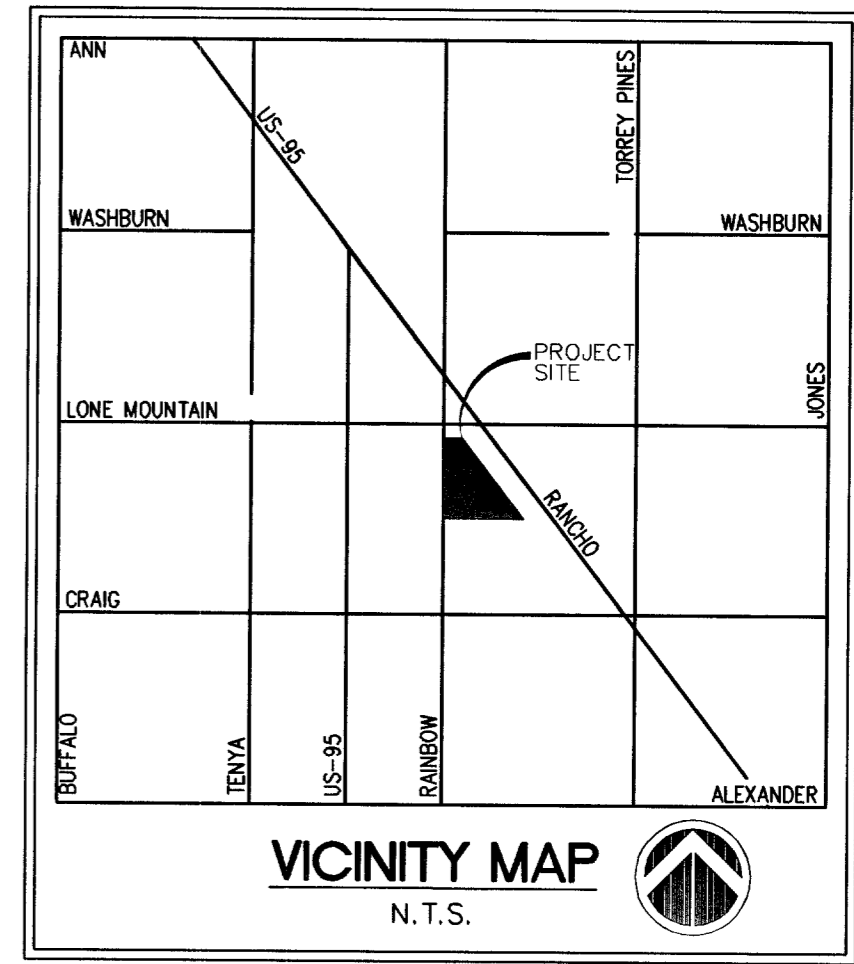 ANN
TORREY PINES
US-95
WASHBURN
WASHBURN
PROJECT
SITE
JONES
LONE MOUNTAIN
RANCHO
CRAIG
BUFFALO
TENYA
US-95
RAINBOW
ALEXANDER
VICINITY MAP
N.T.S.